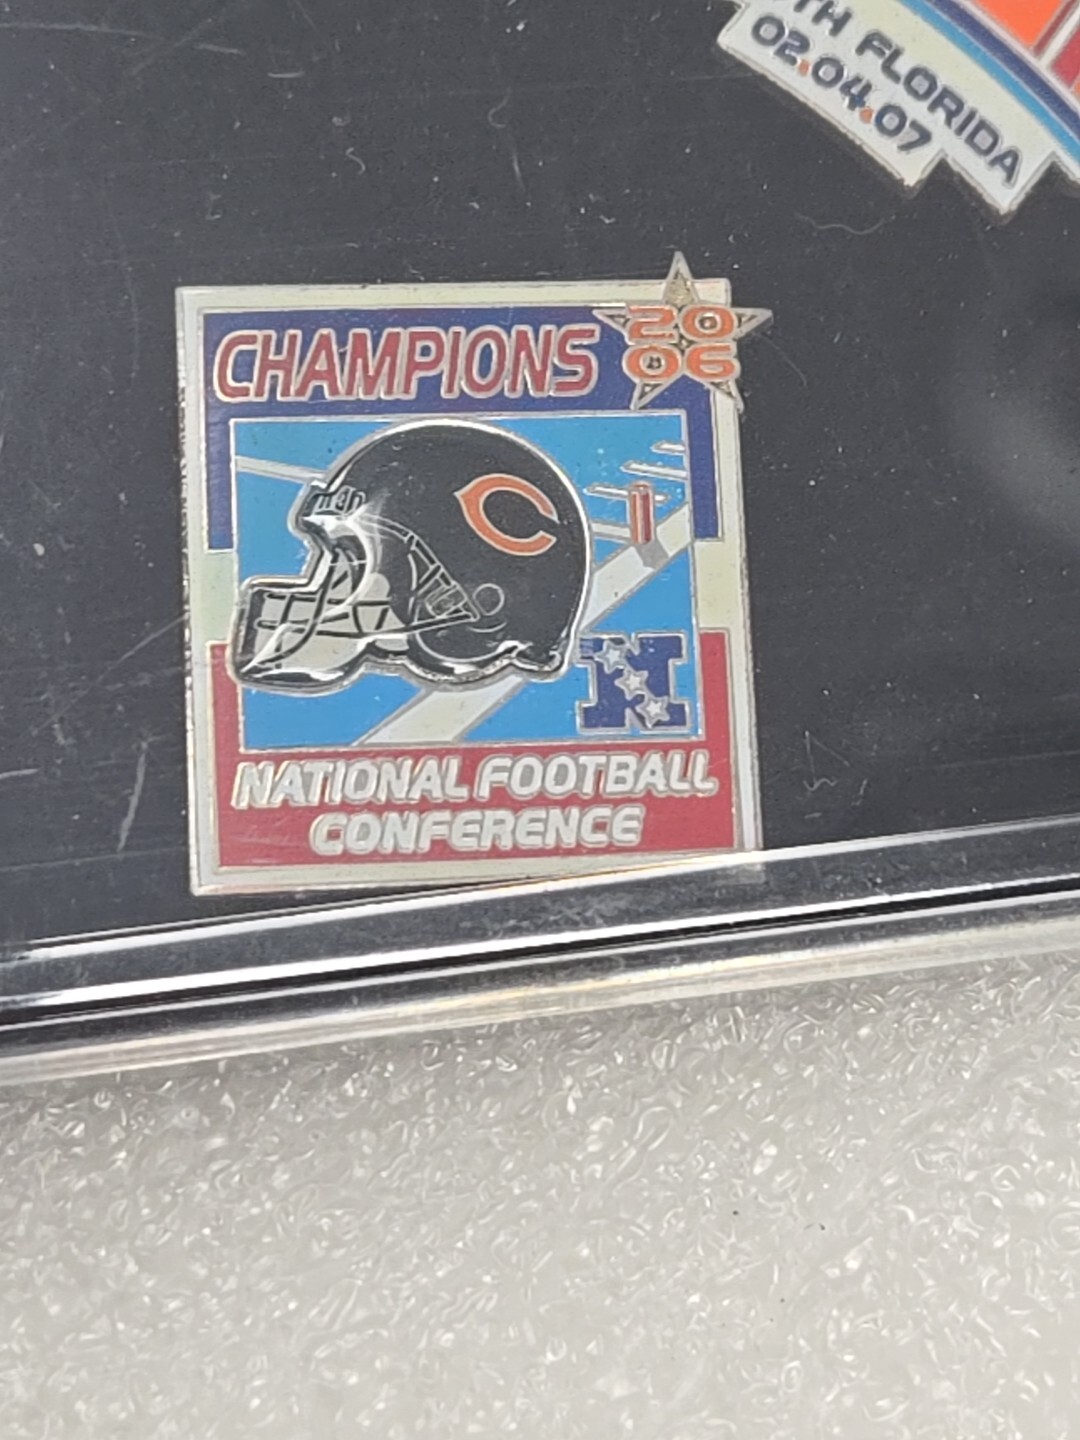 TH FLORIDA
02.04.07
CHAMPIONS
20
06
C
N
NATIONAL FOOTBALL
CONFERENCE